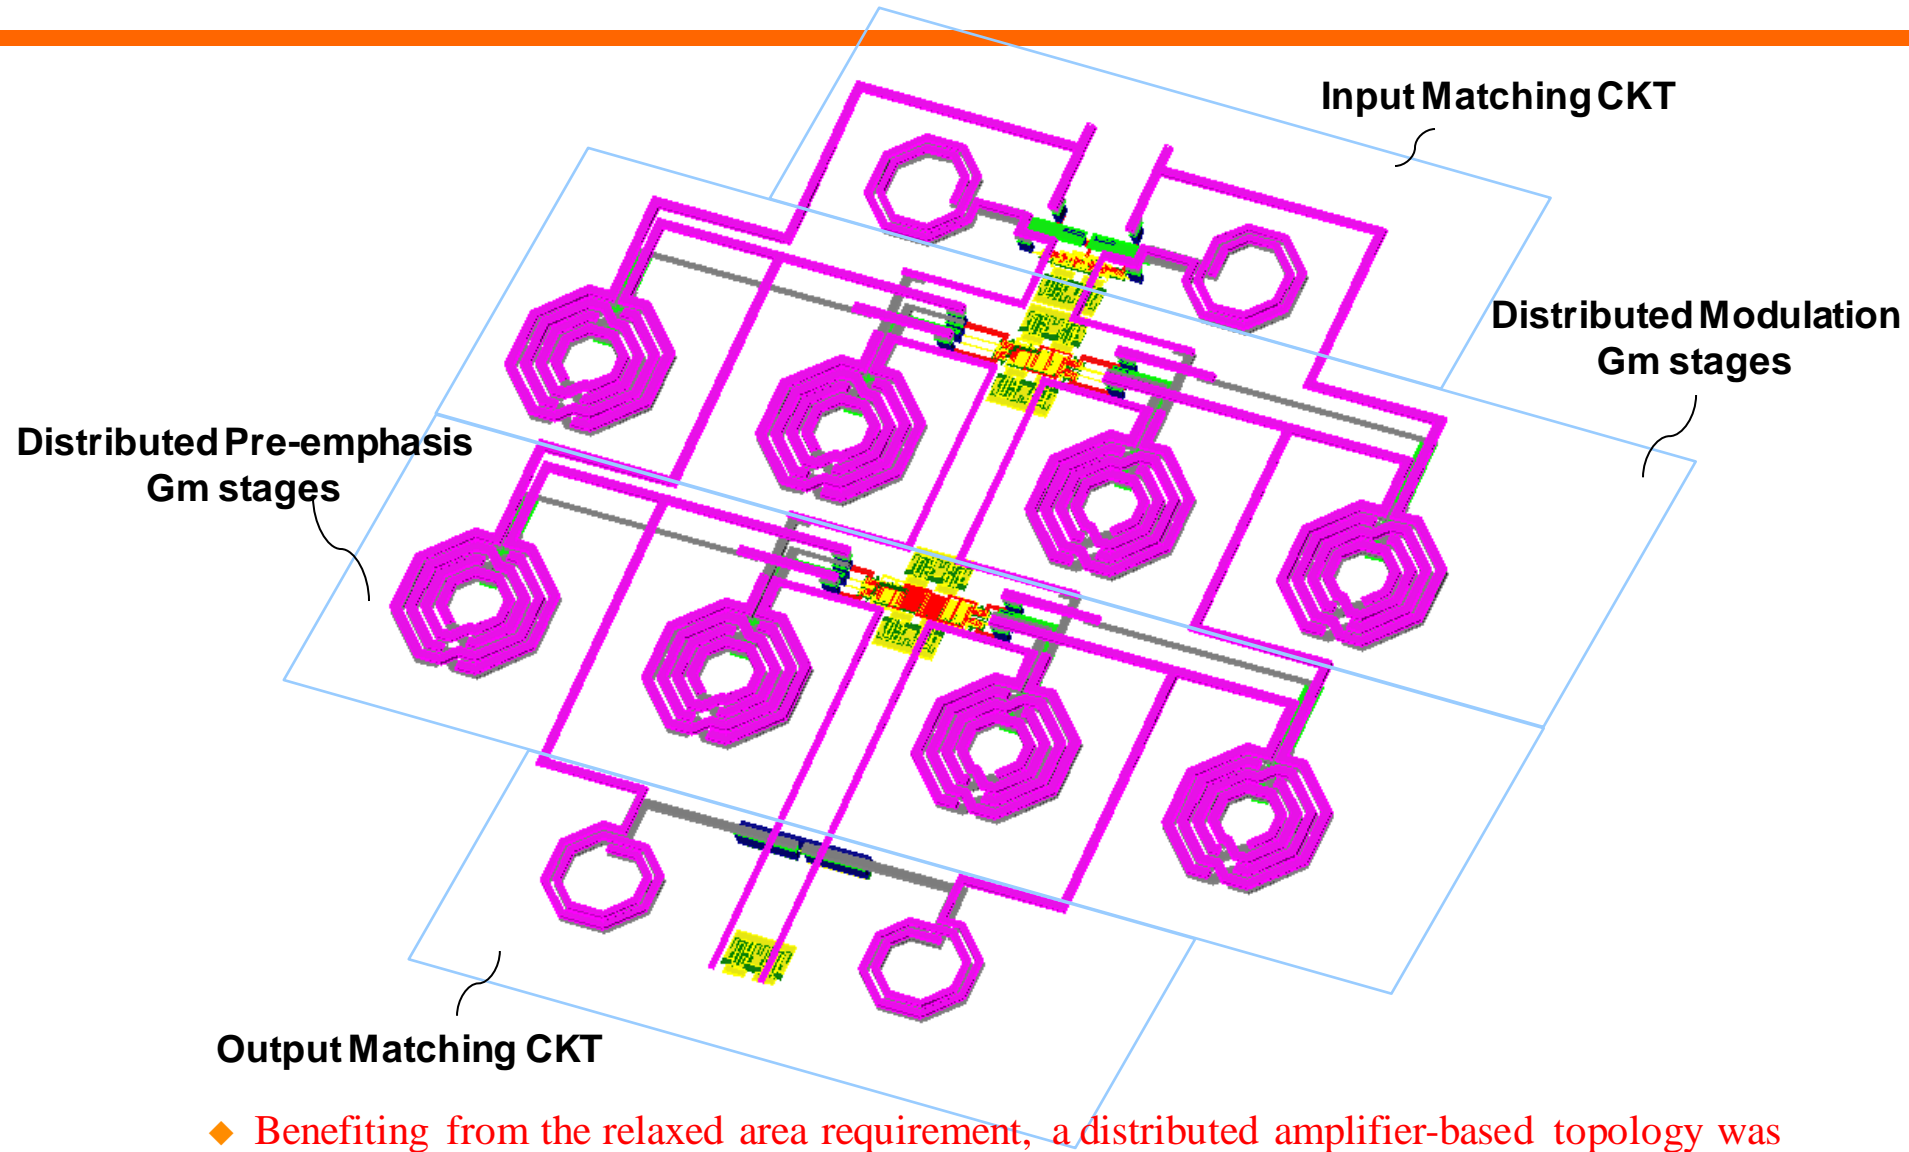 Input Matching CKT
Distributed Modulation
Gm stages
Distributed Pre-emphasis
Gm stages
Output Matching CKT
Benefiting from the relaxed area requirement, a distributed amplifier-based topology was